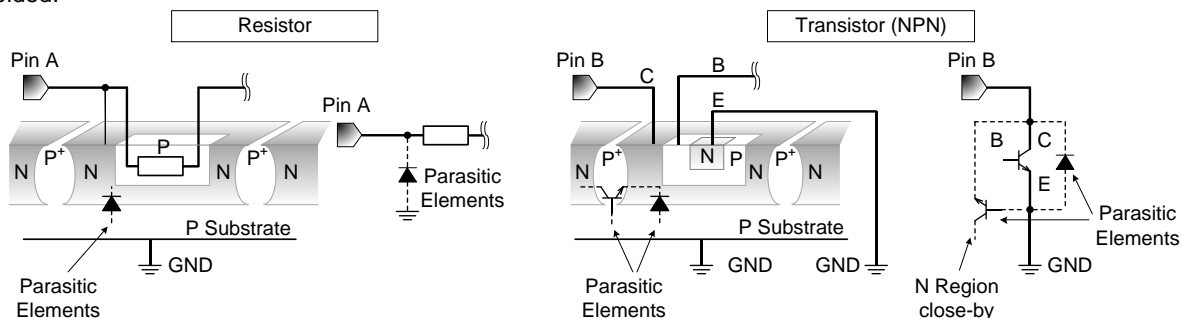 Resistor
Transistor (NPN)
Pin A
Pin B
C
B
E
Pin B
Pin A
N
P+
N
P
N
P+
N
Parasitic
Elements
N
P+
N
N
P
P+
N
N
B
C
E
Parasitic
Elements
P Substrate
GND
Parasitic
Elements
P Substrate
GND
GND
Parasitic
Elements
GND
N Region
close-by